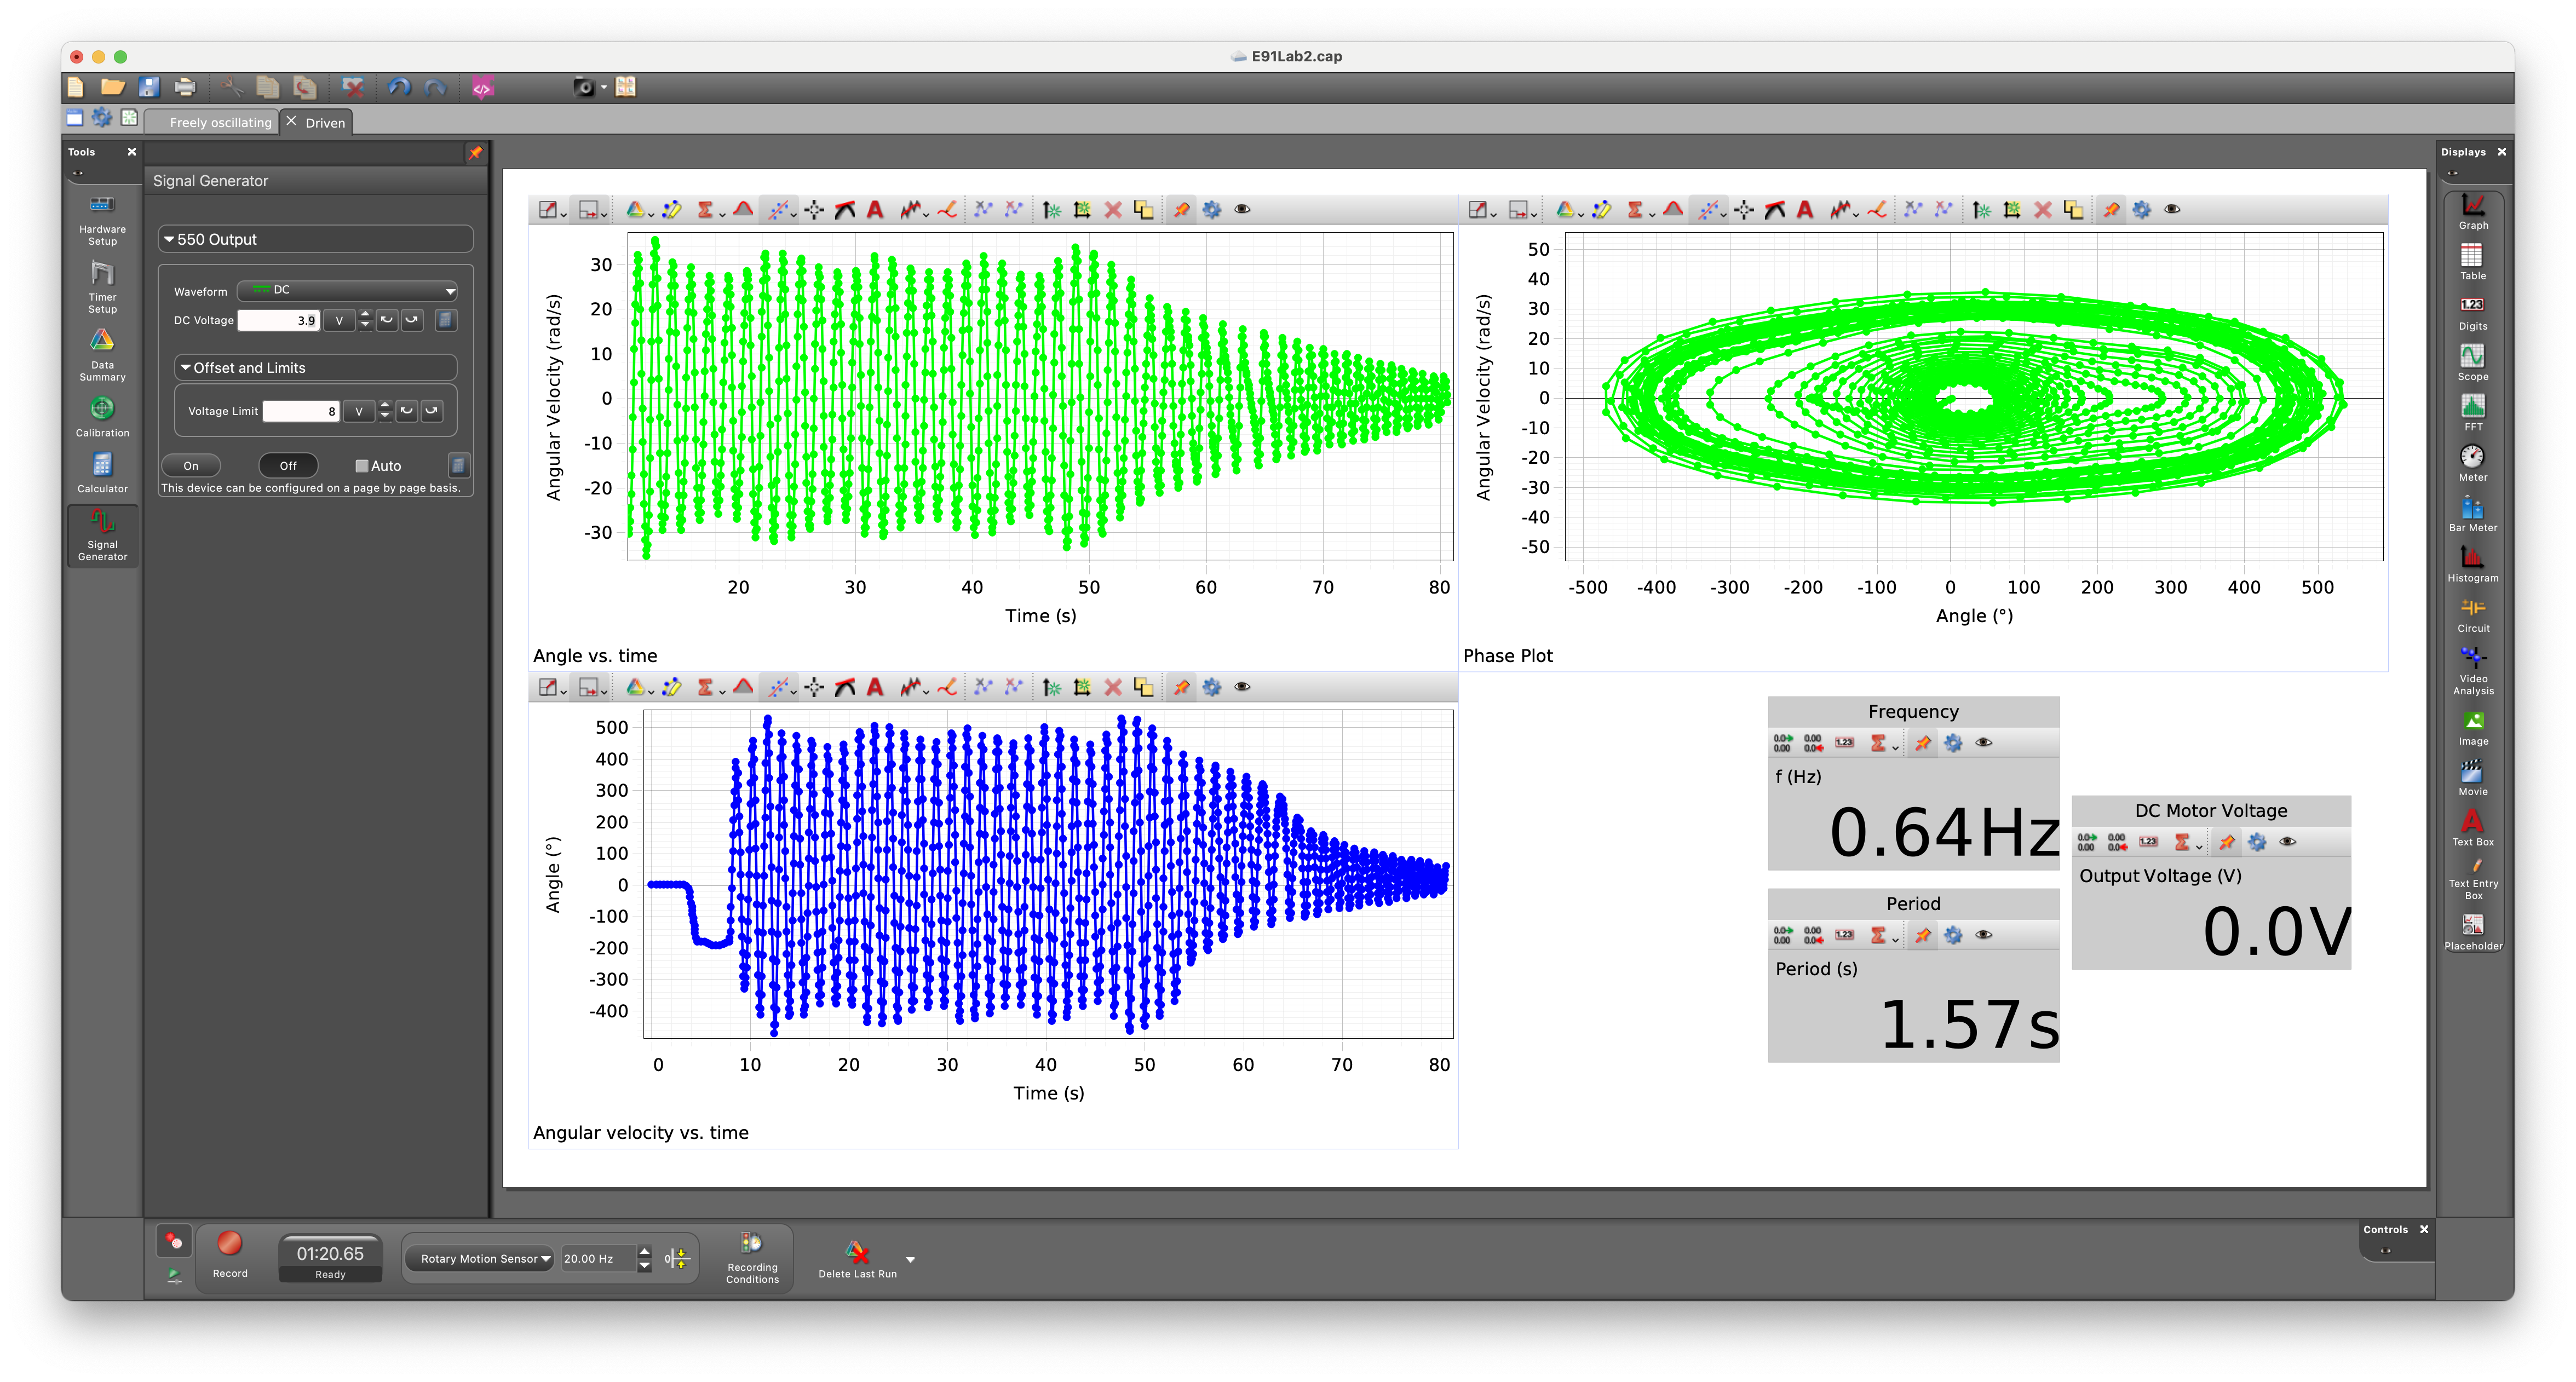 E91Lab2.cap
Freely oscillating
Driven
Tools
Hardware
Setup
Timer
Setup
Data
Summary
Calibration
Calculator
Signal
Generator
Signal Generator
550 Output
Waveform
DC
DC Voltage
3.9
V
Offset and Limits
Voltage Limit
8
V
On
Off
Auto
This device can be configured on a page by page basis.
Angular Velocity (rad/s)
30
20
10
0
-10
-20
-30
20
30
40
50
60
70
80
Time (s)
Angle vs. time
Angular Velocity (rad/s)
50
40
30
20
10
0
-10
-20
-30
-40
-50
-500
-400
-300
-200
-100
0
100
200
300
400
500
Angle (°)
Phase Plot
Angle (°)
500
400
300
200
100
0
-100
-200
-300
-400
0
10
20
30
40
50
60
70
80
Time (s)
Angular velocity vs. time
Frequency
f (Hz)
0.64Hz
Period
Period (s)
1.57s
DC Motor Voltage
Output Voltage (V)
0.0V
Displays
Graph
Table
1.23
Digits
Scope
FFT
Meter
Bar Meter
Histogram
Circuit
Video
Analysis
Image
Movie
Text Box
Text Entry
Box
Placeholder
Record
01:20.65
Ready
Rotary Motion Sensor
20.00 Hz
Recording
Conditions
Delete Last Run
Controls